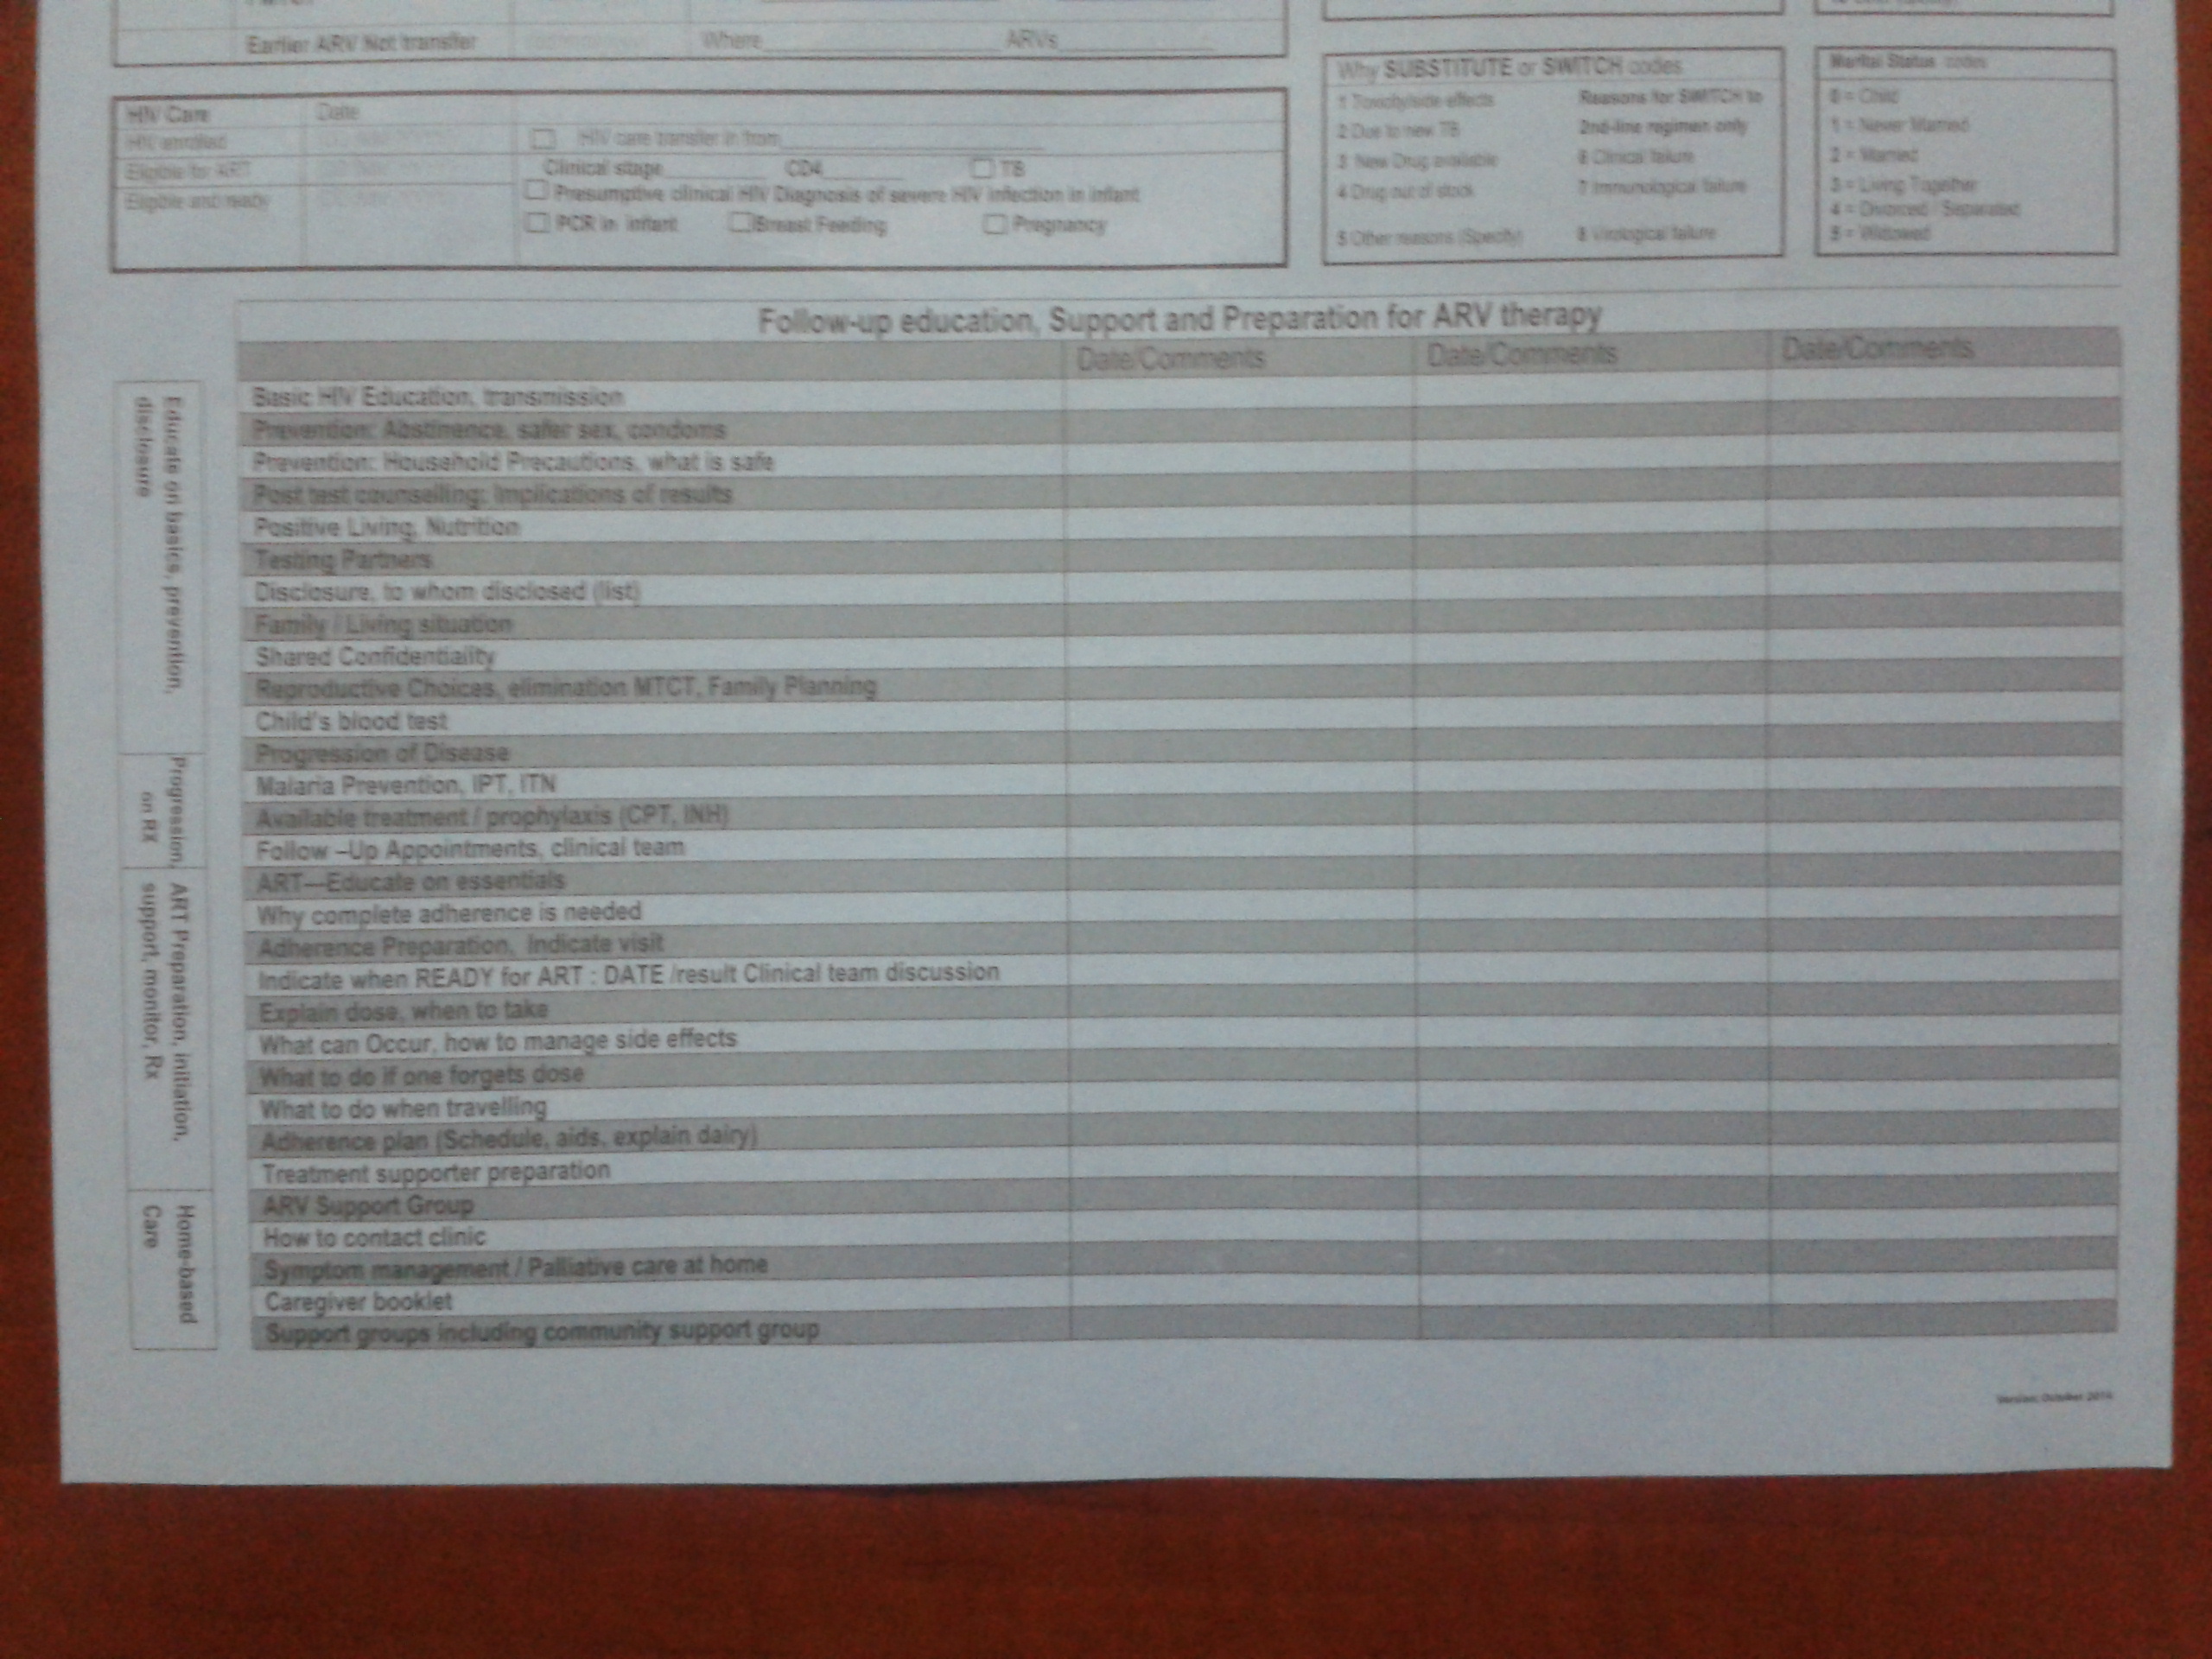 Earlier ARV Not transfer Where ARVs
HIV Care Date
HIV enrolled HIV care transfer in from
Eligible for ART Clinical stage CD4 TB
Presumptive clinical HIV Diagnosis of severe HIV infection in infant
Eligible and ready
PCR in infant Breast Feeding Pregnancy
Why SUBSTITUTE or SWITCH codes
1 Toxicity/side effects Reasons for SWITCH to
2 Due to new TB 2nd-line regimen only
3 New Drug available 6 Clinical failure
4 Drug out of stock 7 Immunological failure
5 Other reasons (Specify) 8 Virological failure
Marital Status codes
0 = Child
1 = Never Married
2 = Married
3 = Living Together
4 = Divorced / Separated
5 = Widowed
Follow-up education, Support and Preparation for ARV therapy
Date/Comments Date/Comments Date/Comments
Educate on basics, prevention,
disclosure
Basic HIV Education, transmission
Prevention: Abstinence, safer sex, condoms
Prevention: Household Precautions, what is safe
Post test counselling: Implications of results
Positive Living, Nutrition
Testing Partners
Disclosure, to whom disclosed (list)
Family / Living situation
Shared Confidentiality
Reproductive Choices, elimination MTCT, Family Planning
Child's blood test
Progression,
on RX
Progression of Disease
Malaria Prevention, IPT, ITN
Available treatment / prophylaxis (CPT, INH)
Follow –Up Appointments, clinical team
ART Preparation, initiation,
support, monitor, Rx
ART—Educate on essentials
Why complete adherence is needed
Adherence Preparation, Indicate visit
Indicate when READY for ART : DATE /result Clinical team discussion
Explain dose, when to take
What can Occur, how to manage side effects
What to do if one forgets dose
What to do when travelling
Adherence plan (Schedule, aids, explain dairy)
Treatment supporter preparation
ARV Support Group
Home-based
Care
How to contact clinic
Symptom management / Palliative care at home
Caregiver booklet
Support groups including community support group
Version: October